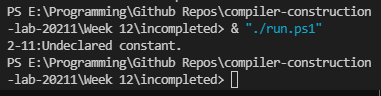 PS E:\Programming\Github Repos\compiler-construction
-lab-20211\Week 12\incompleted> & "./run.ps1"
2-11:Undeclared constant.
PS E:\Programming\Github Repos\compiler-construction
-lab-20211\Week 12\incompleted>